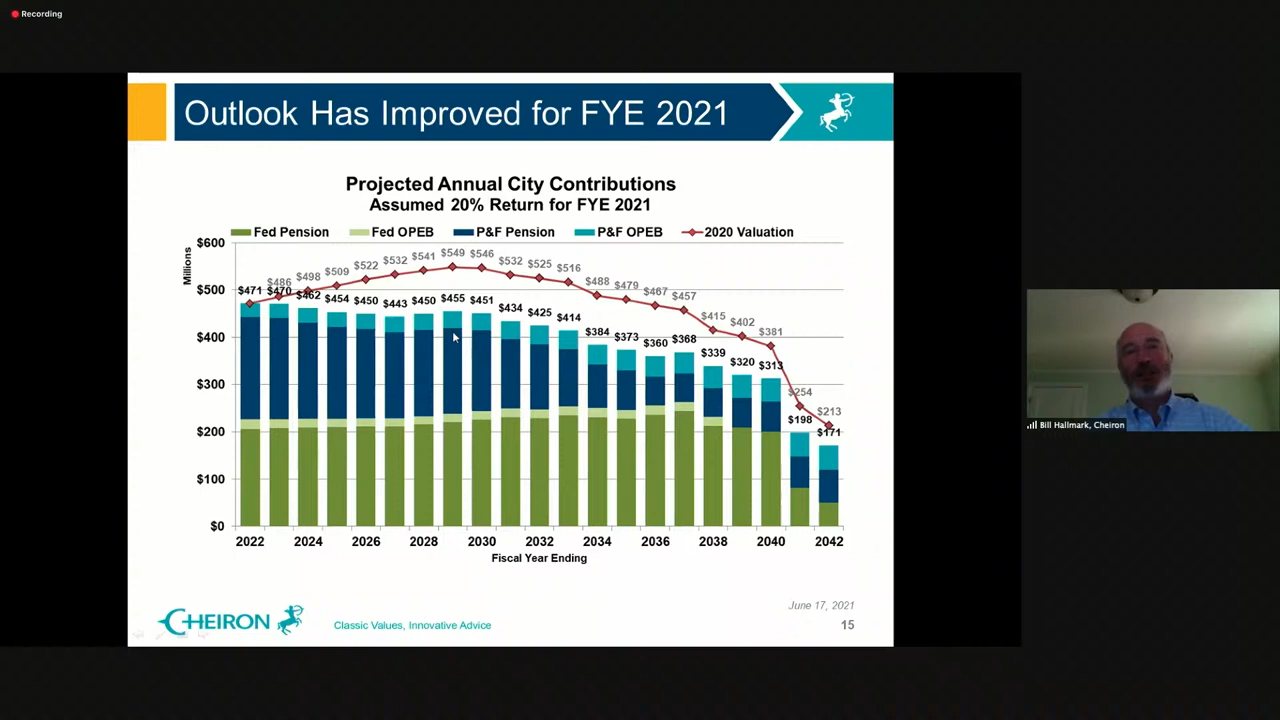 Recording
Outlook Has Improved for FYE 2021
Projected Annual City Contributions
Assumed 20% Return for FYE 2021
Fed Pension Fed OPEB P&F Pension P&F OPEB 2020 Valuation
Millions
$600
$500
$400
$300
$200
$100
$0
$486 $498 $509 $522 $532 $541 $549 $546 $532 $525 $516 $488 $479 $467 $457 $415 $402 $381 $254 $213
$471 $470 $462 $454 $450 $443 $450 $455 $451 $434 $425 $414 $384 $373 $360 $368 $339 $320 $313 $198 $171
2022 2024 2026 2028 2030 2032 2034 2036 2038 2040 2042
Fiscal Year Ending
CHEIRON
Classic Values, Innovative Advice
June 17, 2021
15
Bill Hallmark, Cheiron